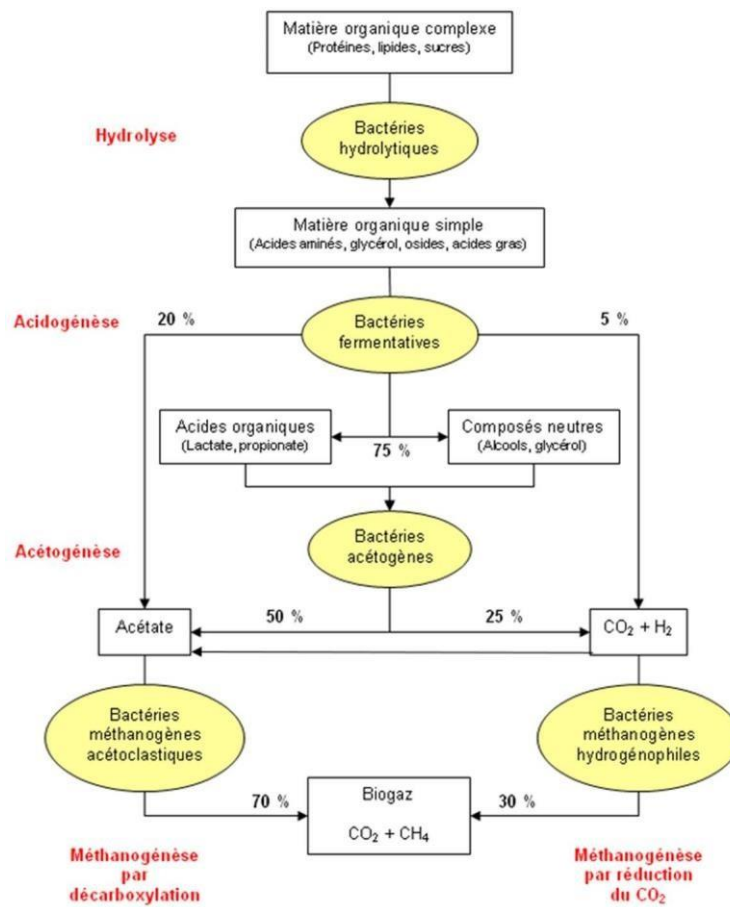 Matière organique complexe
(Protéines, lipides, sucres)
Hydrolyse
Bactéries
hydrolytiques
Matière organique simple
(Acides aminés, glycérol, osides, acides gras)
Acidogénèse
20 %
Bactéries
fermentatives
5 %
Acides organiques
(Lactate, propionate)
75 %
Composés neutres
(Alcools, glycérol)
Acétogénèse
Bactéries
acétogènes
Acétate
50 %
25 %
CO₂ + H₂
Bactéries
méthanogènes
acétoclastiques
Bactéries
méthanogènes
hydrogénophiles
70 %
Biogaz
CO₂ + CH₄
30 %
Méthanogénèse
par
décarboxylation
Méthanogénèse
par réduction
du CO₂